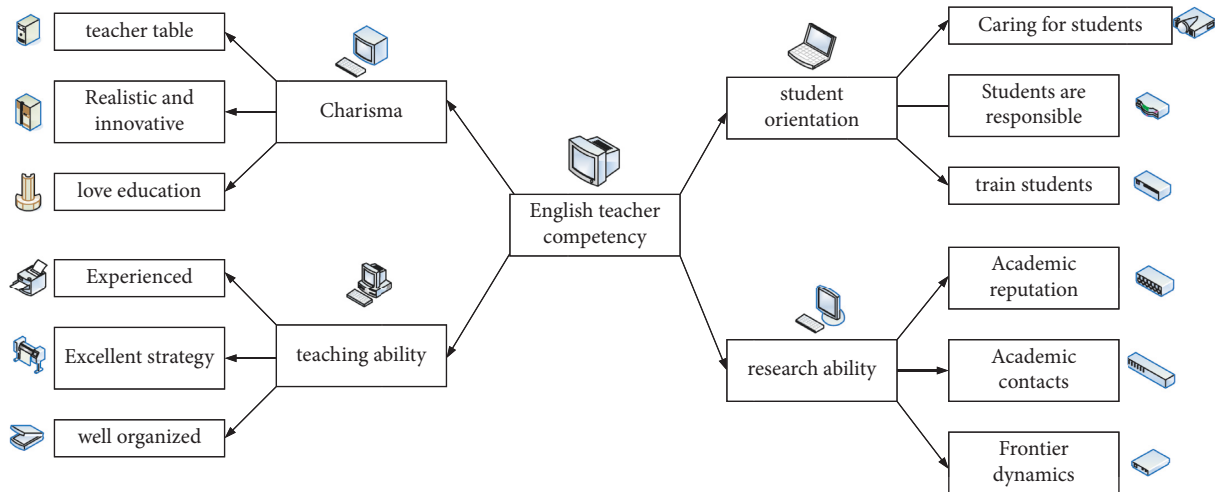 teacher table
Realistic and
innovative
love education
Charisma
Experienced
Excellent strategy
well organized
teaching ability
English teacher
competency
student
orientation
Caring for students
Students are
responsible
train students
research ability
Academic
reputation
Academic
contacts
Frontier
dynamics